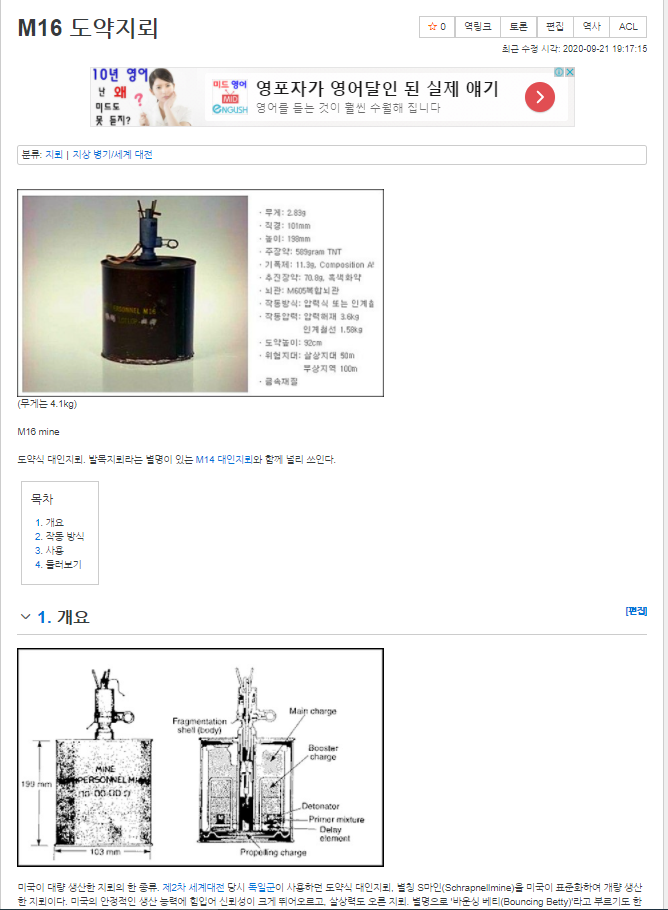 M16 도약지뢰
☆ 0 역링크 토론 편집 역사 ACL
최근 수정 시각: 2020-09-21 19:17:15
10년 영어
난 왜 ?
미드도
못 듣지?
미드 영어
MID
ENGLISH
영포자가 영어달인 된 실제 얘기
영어를 듣는 것이 훨씬 수월해 집니다
분류: 지뢰 | 지상 병기/세계 대전
PERSONNEL M16
· 무게: 2.83g
· 직경: 101mm
· 높이: 198mm
· 주장약: 589gram TNT
· 기폭제: 11.3g, Composition A
· 추진장약: 70.8g, 흑색화약
· 뇌관: M605복합뇌관
· 작동방식: 압력식 또는 인계
· 작동압력: 압력해재 3.6kg
인계철선 1.58kg
· 도약높이: 92cm
· 위험지대: 살상지대 50m
부상지역 100m
· 금속재질
(무게는 4.1kg)
M16 mine
도약식 대인지뢰. 발목지뢰라는 별명이 있는 M14 대인지뢰와 함께 널리 쓰인다.
목차
1. 개요
2. 작동 방식
3. 사용
4. 둘러보기
1. 개요
[편집]
Main charge
Fragmentation
shell (body)
Booster
charge
MINE
PERSONNEL M
199 mm
Detonator
Primer mixture
Delay
element
103 mm
Propelling charge
미국이 대량 생산한 지뢰의 한 종류. 제2차 세계대전 당시 독일군이 사용하던 도약식 대인지뢰, 별칭 S마인(Schrapnellmine)을 미국이 표준화하여 개량 생산
한 지뢰이다. 미국의 안정적인 생산 능력에 힘입어 신뢰성이 크게 뛰어오르고, 살상력도 오른 지뢰. 별명으로 '바운싱 베티(Bouncing Betty)'라고 부르기도 한